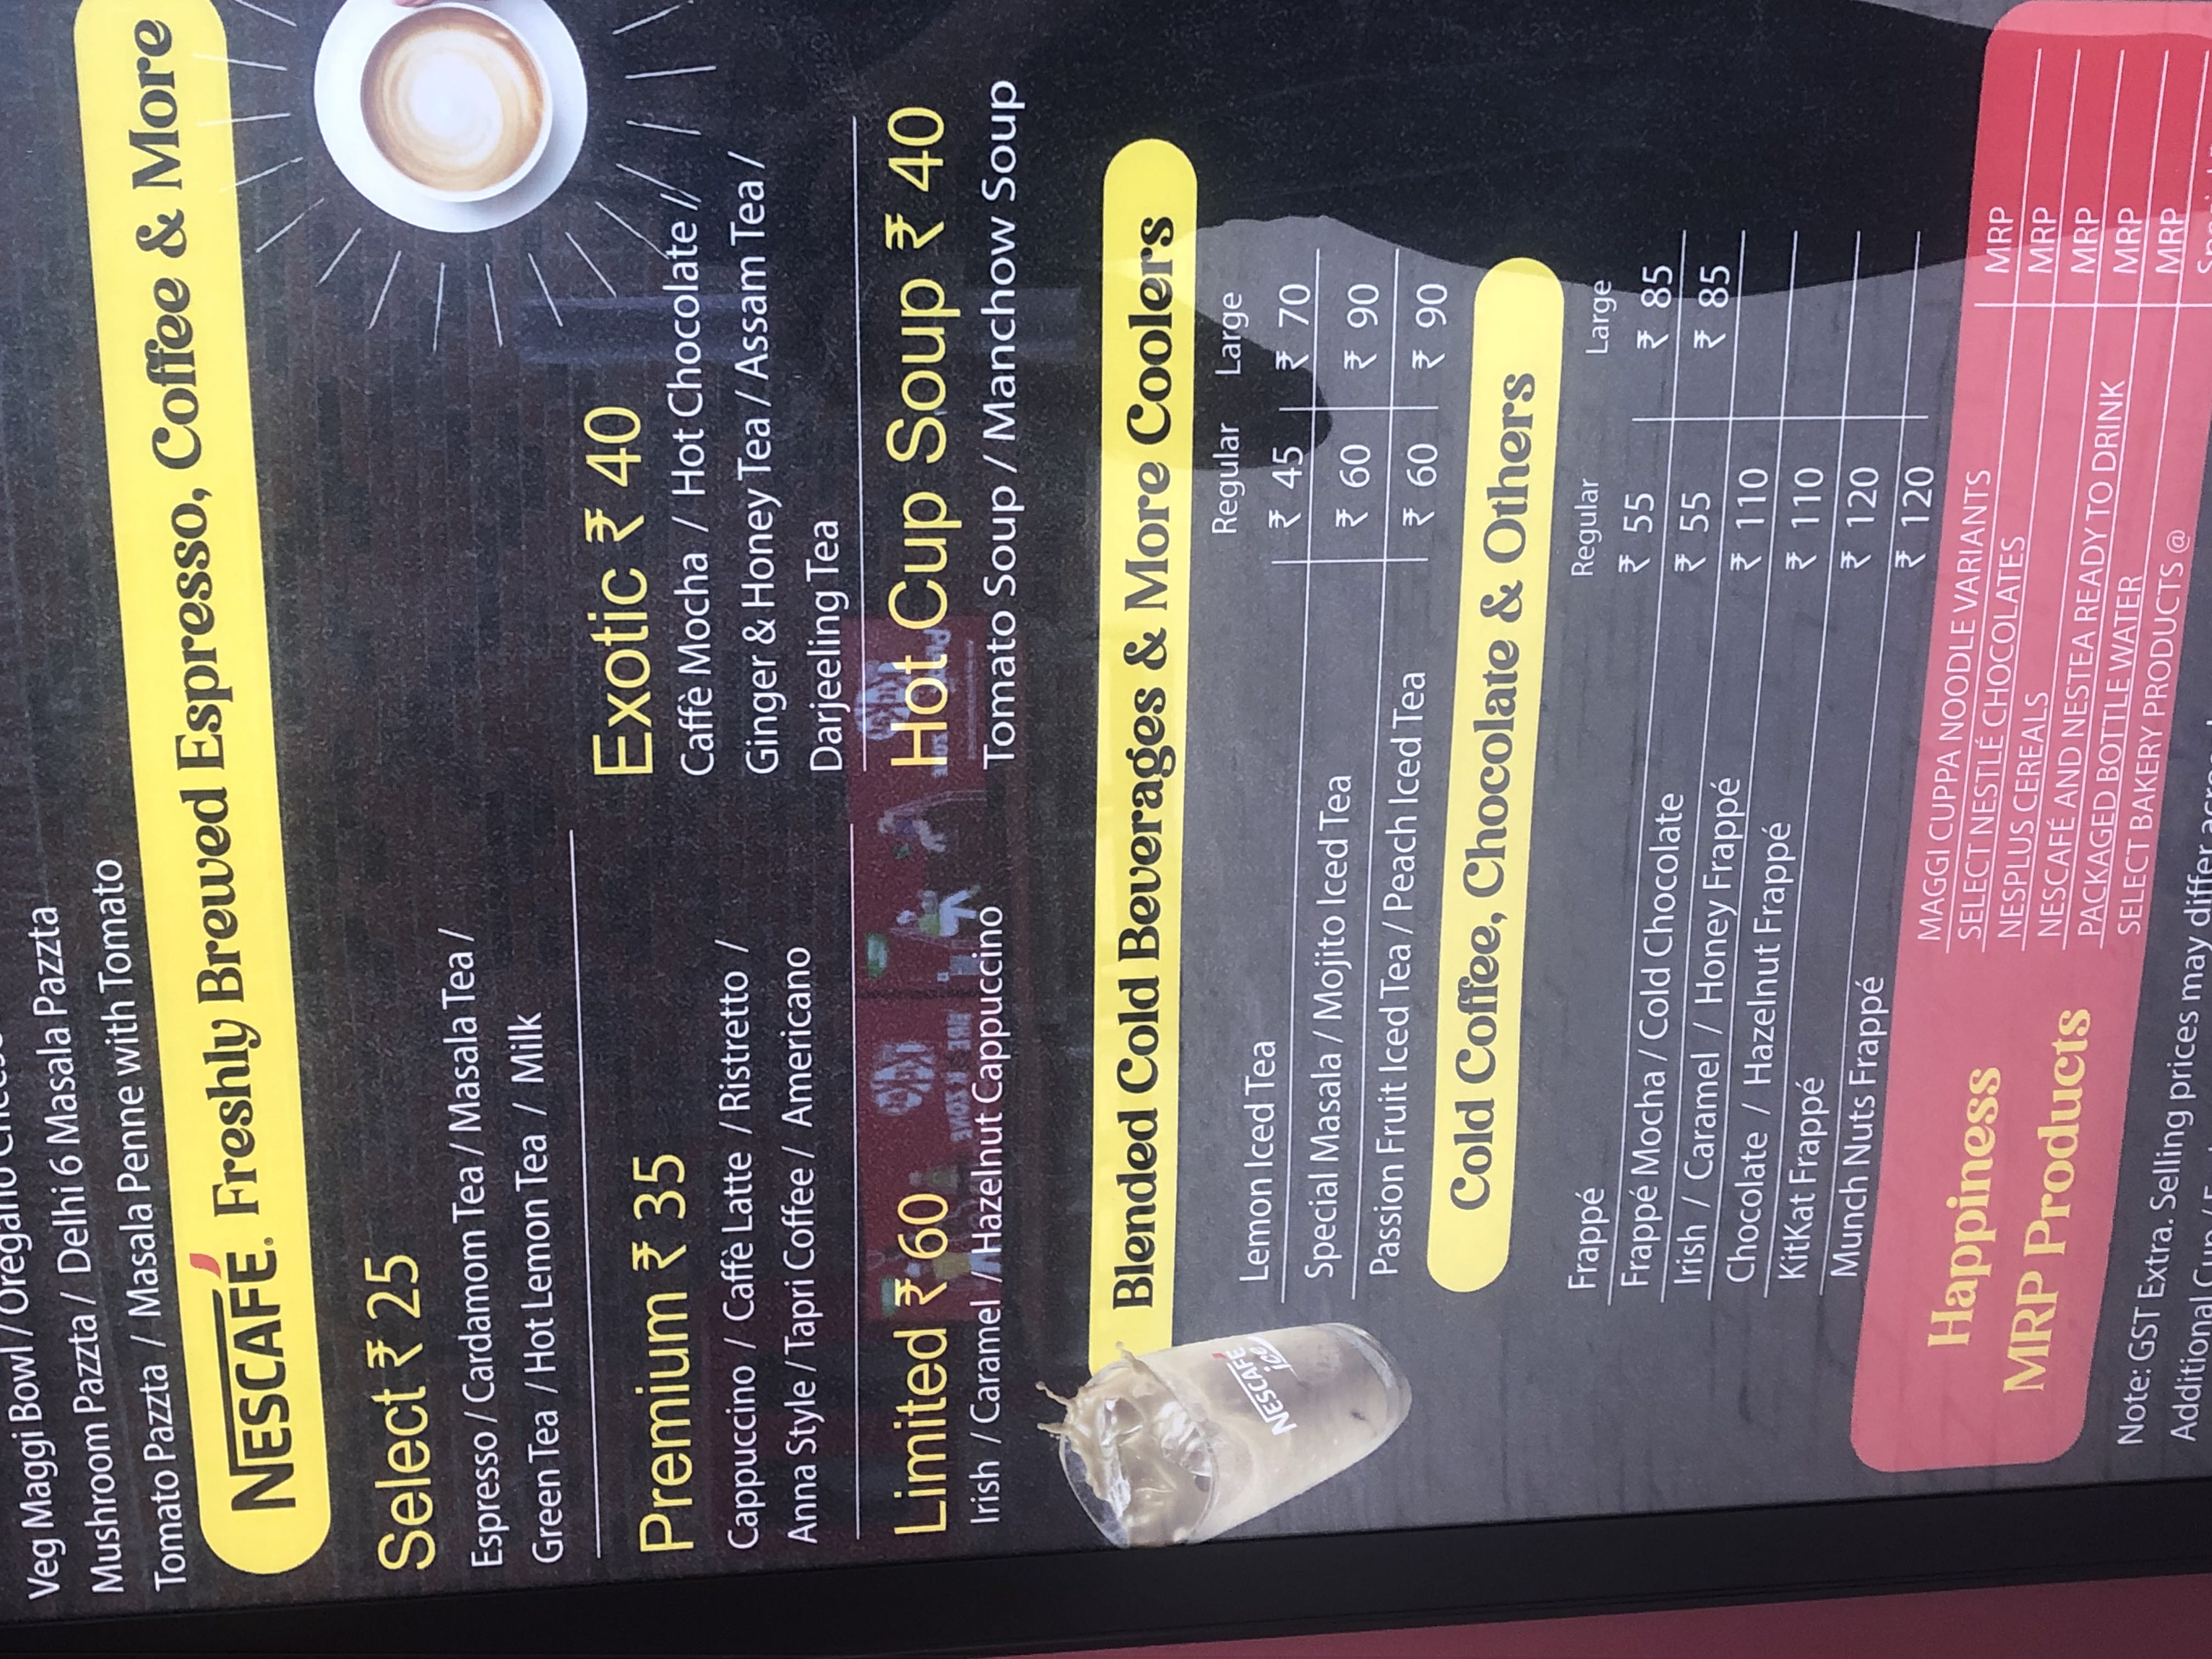 Veg Maggi Bowl / Oregano
Mushroom Pazzta / Delhi 6 Masala Pazzta
Tomato Pazzta / Masala Penne with Tomato
NESCAFÉ. Freshly Brewed Espresso, Coffee & More
Select ₹ 25
Espresso / Cardamom Tea / Masala Tea /
Green Tea / Hot Lemon Tea / Milk
Premium ₹ 35
Cappuccino / Caffè Latte / Ristretto /
Anna Style / Tapri Coffee / Americano
Exotic ₹ 40
Caffè Mocha / Hot Chocolate /
Ginger & Honey Tea / Assam Tea /
Darjeeling Tea
Limited ₹ 60
Irish / Caramel / Hazelnut Cappuccino
Hot Cup Soup ₹ 40
Tomato Soup / Manchow Soup
NESCAFÉ
ice
Blended Cold Beverages & More Coolers
Regular Large
Lemon Iced Tea ₹ 45 ₹ 70
Special Masala / Mojito Iced Tea ₹ 60 ₹ 90
Passion Fruit Iced Tea / Peach Iced Tea ₹ 60 ₹ 90
Cold Coffee, Chocolate & Others
Regular Large
Frappé ₹ 55 ₹ 85
Frappé Mocha / Cold Chocolate ₹ 55 ₹ 85
Irish / Caramel / Honey Frappé ₹ 110
Chocolate / Hazelnut Frappé ₹ 110
KitKat Frappé ₹ 120
Munch Nuts Frappé ₹ 120
Happiness
MRP Products
MAGGI CUPPA NOODLE VARIANTS MRP
SELECT NESTLÉ CHOCOLATES MRP
NESPLUS CEREALS MRP
NESCAFÉ AND NESTEA READY TO DRINK MRP
PACKAGED BOTTLE WATER MRP
SELECT BAKERY PRODUCTS @
Note: GST Extra. Selling prices may differ
Additional Cup /